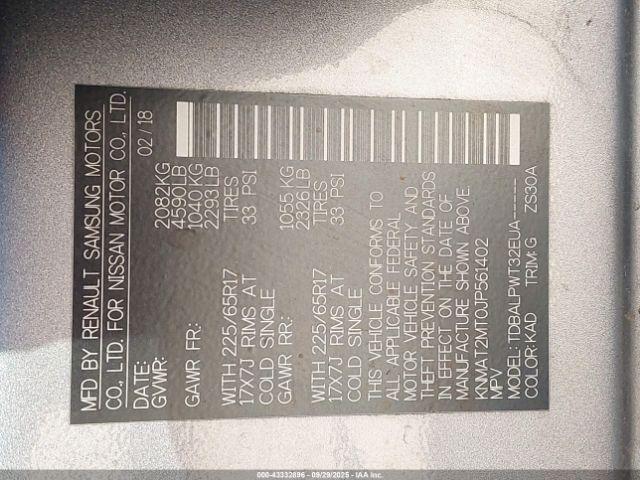 MFD BY RENAULT SAMSUNG MOTORS
CO., LTD. FOR NISSAN MOTOR CO., LTD.
DATE: 02 / 18
GVWR: 2082KG
4590LB
GAWR FR: 1040KG
2293LB
WITH 225/65R17 TIRES
17X7J RIMS AT 33 PSI
COLD SINGLE
GAWR RR: 1055 KG
2326LB
WITH 225/65R17 TIRES
17X7J RIMS AT 33 PSI
COLD SINGLE
THIS VEHICLE CONFORMS TO
ALL APPLICABLE FEDERAL
MOTOR VEHICLE SAFETY AND
THEFT PREVENTION STANDARDS
IN EFFECT ON THE DATE OF
MANUFACTURE SHOWN ABOVE.
KNMAT2MT0JP561402
MPV
MODEL: TDBALPWT32EUA-----
COLOR: KAD TRIM: G ZS30A
000-43332896 - 09/29/2025 - IAA Inc.